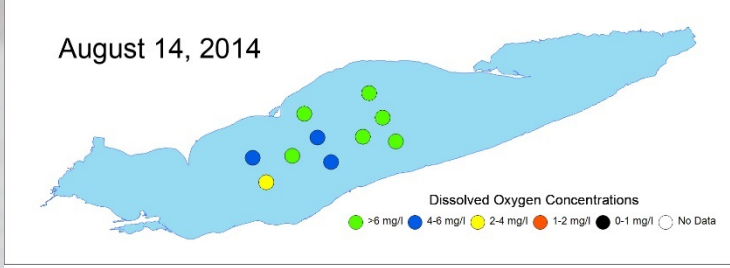 August 14, 2014
Dissolved Oxygen Concentrations
>6 mg/l 4-6 mg/l 2-4 mg/l 1-2 mg/l 0-1 mg/l No Data